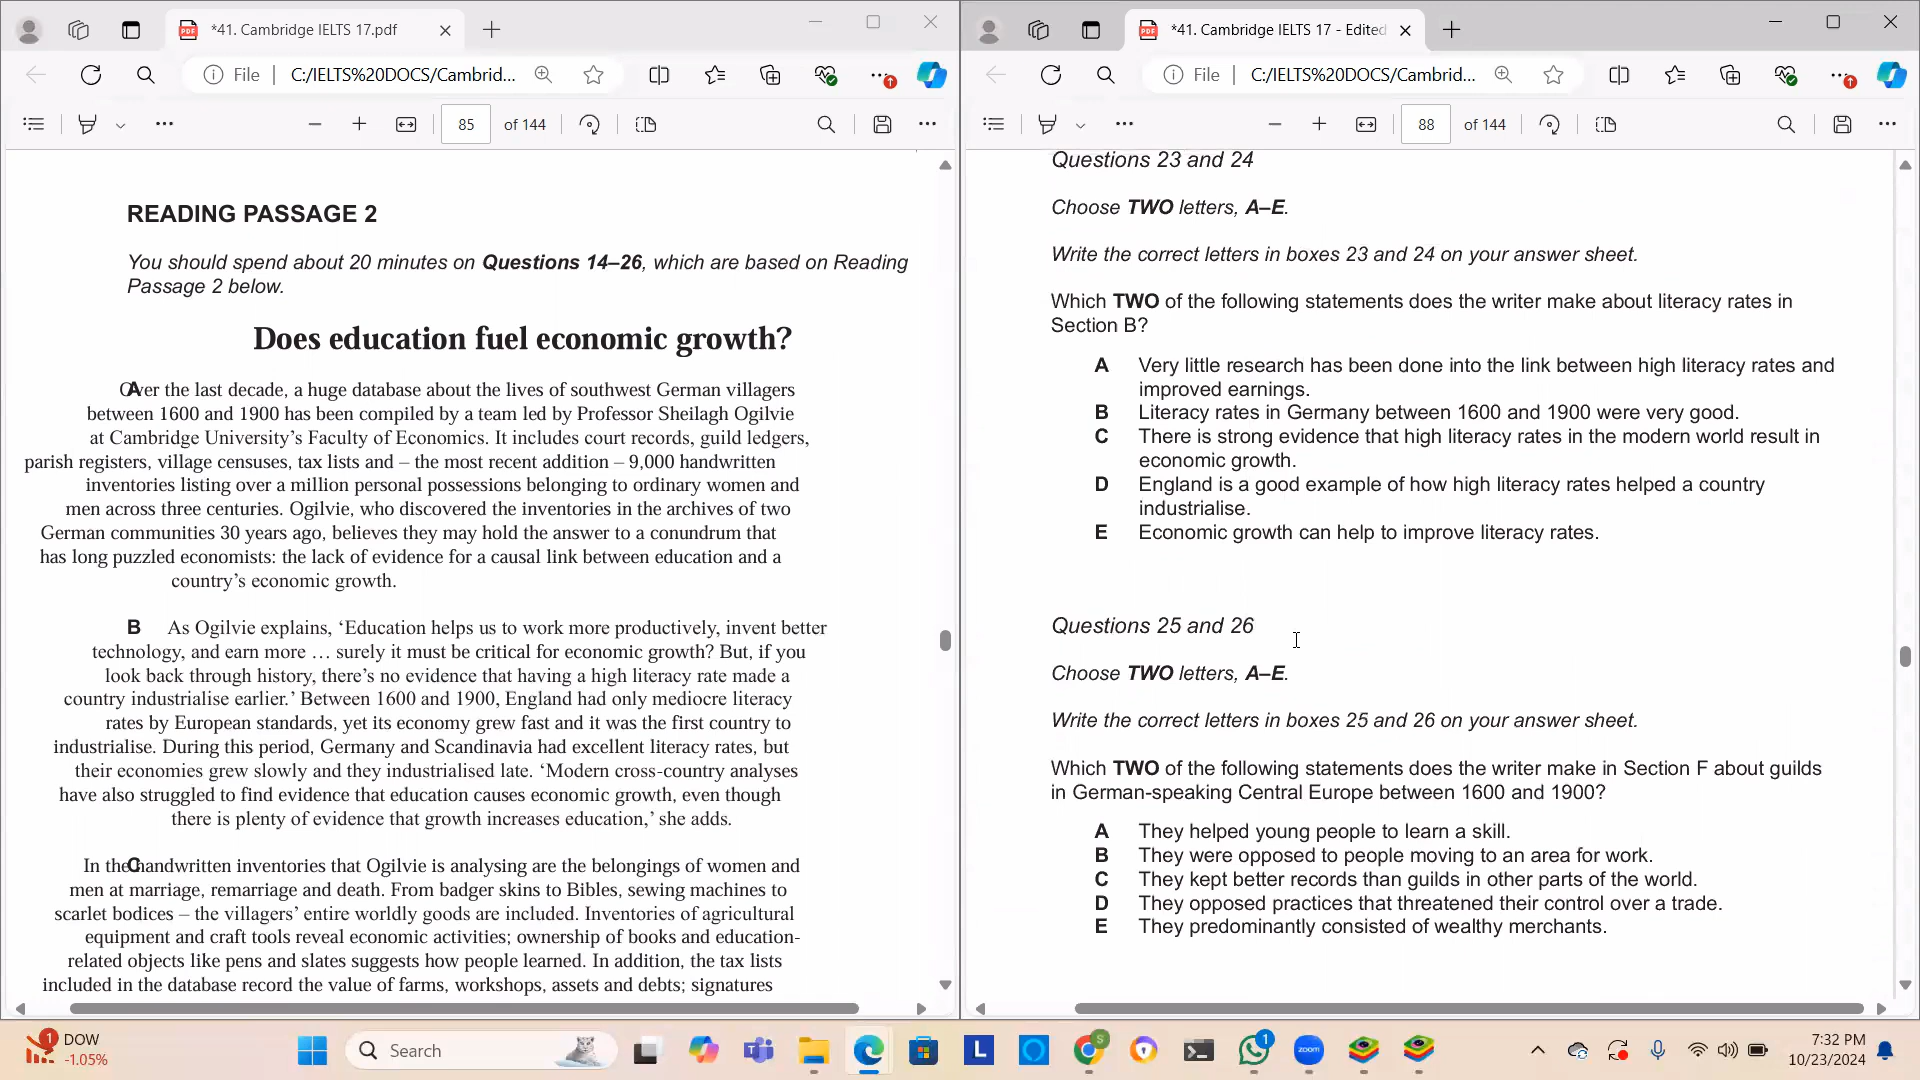 *41. Cambridge IELTS 17.pdf
File
C:/IELTS%20DOCS/Cambrid...
85 of 144
READING PASSAGE 2
You should spend about 20 minutes on Questions 14–26, which are based on Reading
Passage 2 below.
Does education fuel economic growth?
A Over the last decade, a huge database about the lives of southwest German villagers
between 1600 and 1900 has been compiled by a team led by Professor Sheilagh Ogilvie
at Cambridge University's Faculty of Economics. It includes court records, guild ledgers,
parish registers, village censuses, tax lists and – the most recent addition – 9,000 handwritten
inventories listing over a million personal possessions belonging to ordinary women and
men across three centuries. Ogilvie, who discovered the inventories in the archives of two
German communities 30 years ago, believes they may hold the answer to a conundrum that
has long puzzled economists: the lack of evidence for a causal link between education and a
country's economic growth.
B As Ogilvie explains, 'Education helps us to work more productively, invent better
technology, and earn more … surely it must be critical for economic growth? But, if you
look back through history, there's no evidence that having a high literacy rate made a
country industrialise earlier.' Between 1600 and 1900, England had only mediocre literacy
rates by European standards, yet its economy grew fast and it was the first country to
industrialise. During this period, Germany and Scandinavia had excellent literacy rates, but
their economies grew slowly and they industrialised late. 'Modern cross-country analyses
have also struggled to find evidence that education causes economic growth, even though
there is plenty of evidence that growth increases education,' she adds.
C In the handwritten inventories that Ogilvie is analysing are the belongings of women and
men at marriage, remarriage and death. From badger skins to Bibles, sewing machines to
scarlet bodices – the villagers' entire worldly goods are included. Inventories of agricultural
equipment and craft tools reveal economic activities; ownership of books and education-
related objects like pens and slates suggests how people learned. In addition, the tax lists
included in the database record the value of farms, workshops, assets and debts; signatures
*41. Cambridge IELTS 17 - Edited
File
C:/IELTS%20DOCS/Cambrid...
88 of 144
Questions 23 and 24
Choose TWO letters, A–E.
Write the correct letters in boxes 23 and 24 on your answer sheet.
Which TWO of the following statements does the writer make about literacy rates in
Section B?
A Very little research has been done into the link between high literacy rates and
improved earnings.
B Literacy rates in Germany between 1600 and 1900 were very good.
C There is strong evidence that high literacy rates in the modern world result in
economic growth.
D England is a good example of how high literacy rates helped a country
industrialise.
E Economic growth can help to improve literacy rates.
Questions 25 and 26
Choose TWO letters, A–E.
Write the correct letters in boxes 25 and 26 on your answer sheet.
Which TWO of the following statements does the writer make in Section F about guilds
in German-speaking Central Europe between 1600 and 1900?
A They helped young people to learn a skill.
B They were opposed to people moving to an area for work.
C They kept better records than guilds in other parts of the world.
D They opposed practices that threatened their control over a trade.
E They predominantly consisted of wealthy merchants.
1
DOW
-1.05%
Search
L
S
1
zoom
7:32 PM
10/23/2024